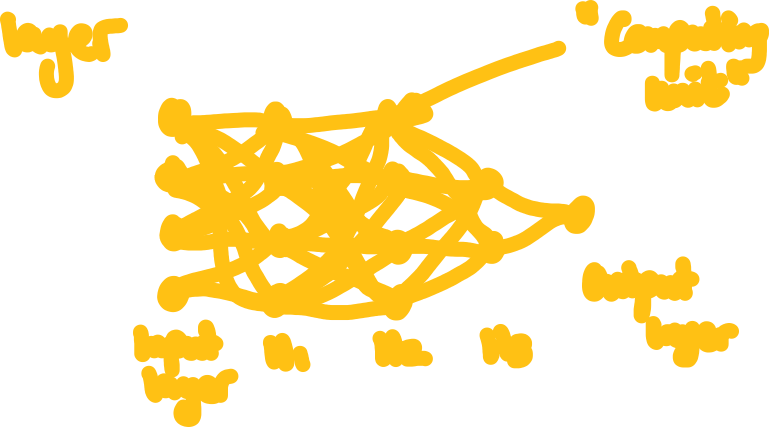 layer
Computing
unit
input
layer
h1
h2
h3
output
layer